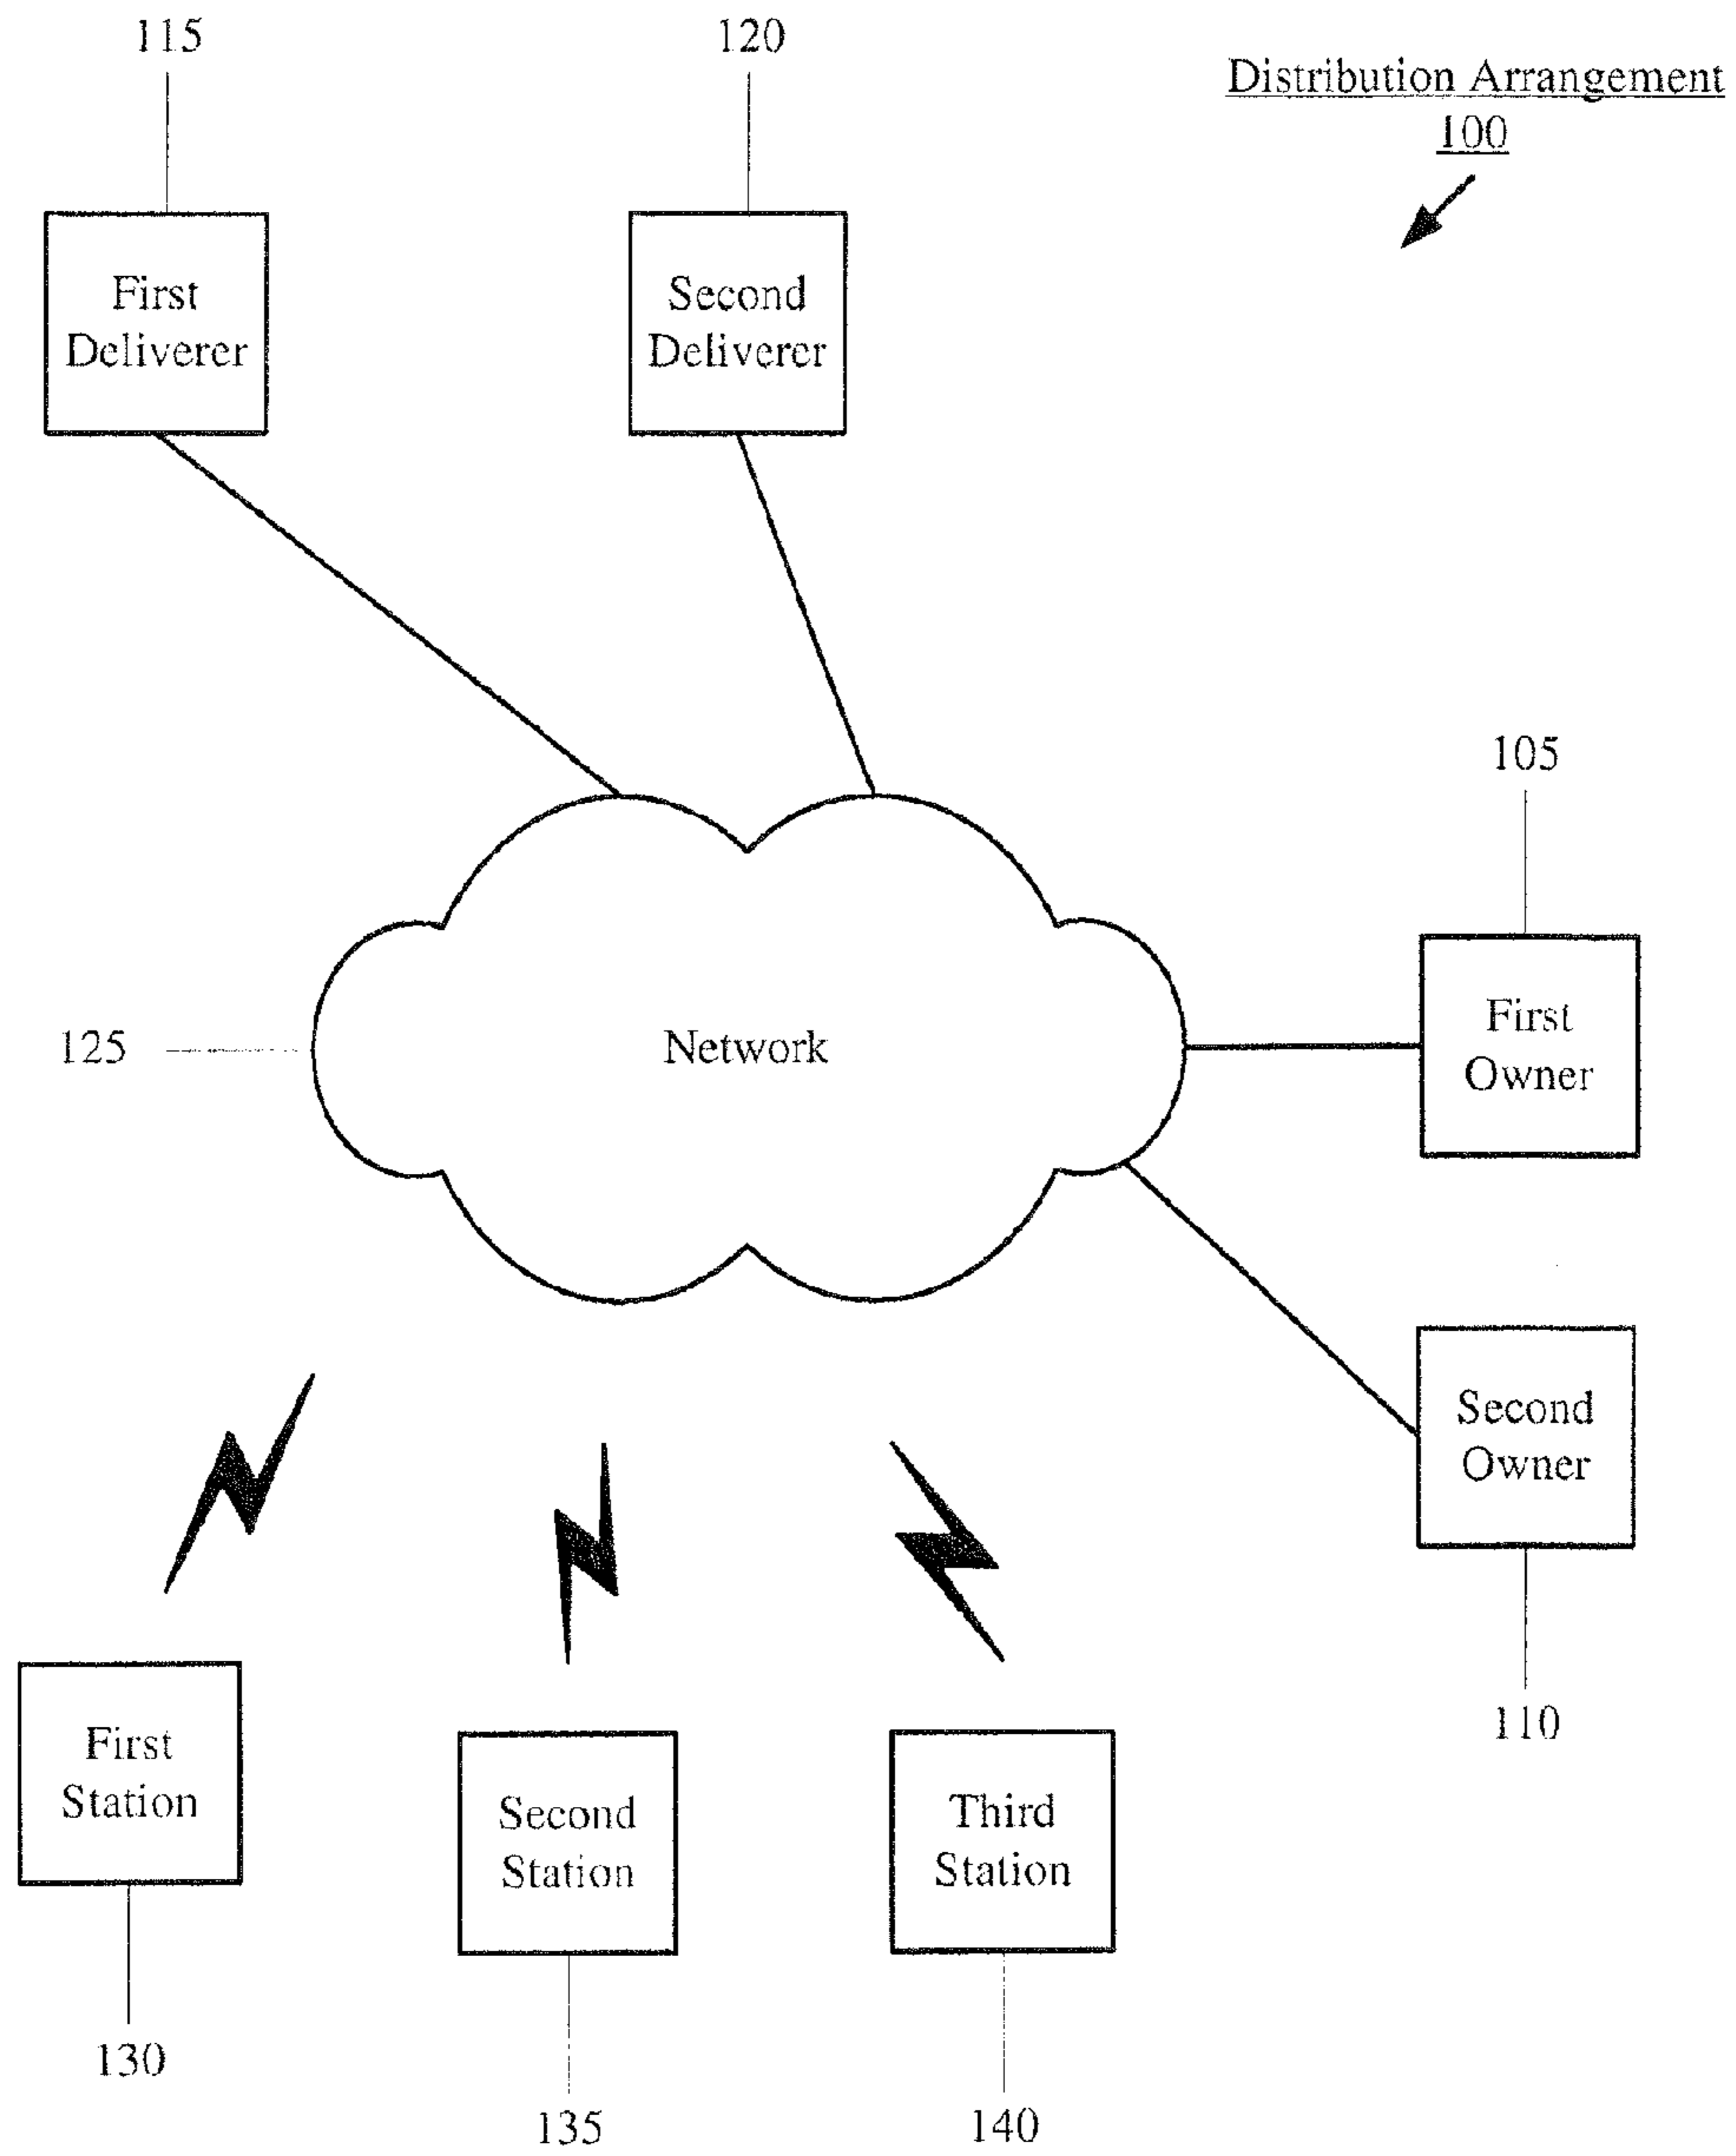 115
120
Distribution Arrangement
100
First
Deliverer
Second
Deliverer
105
125
Network
First
Owner
Second
Owner
110
First
Station
Second
Station
Third
Station
130
135
140